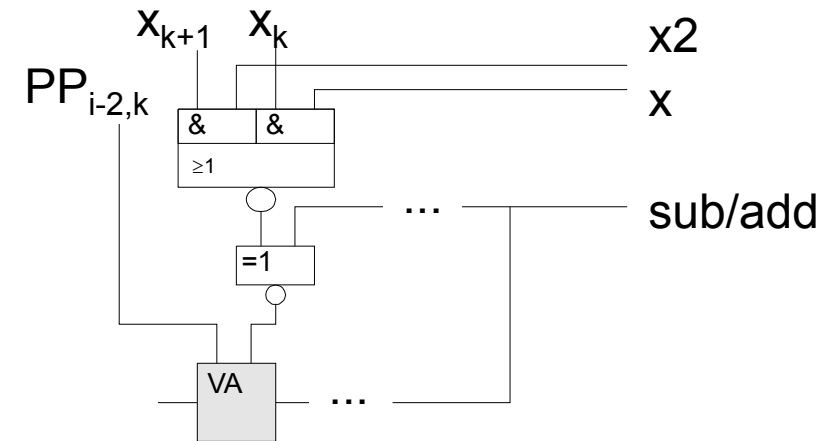 x_{k+1} x_k x2
PP_{i-2,k} x
& &
≥1
... sub/add
=1
VA ...